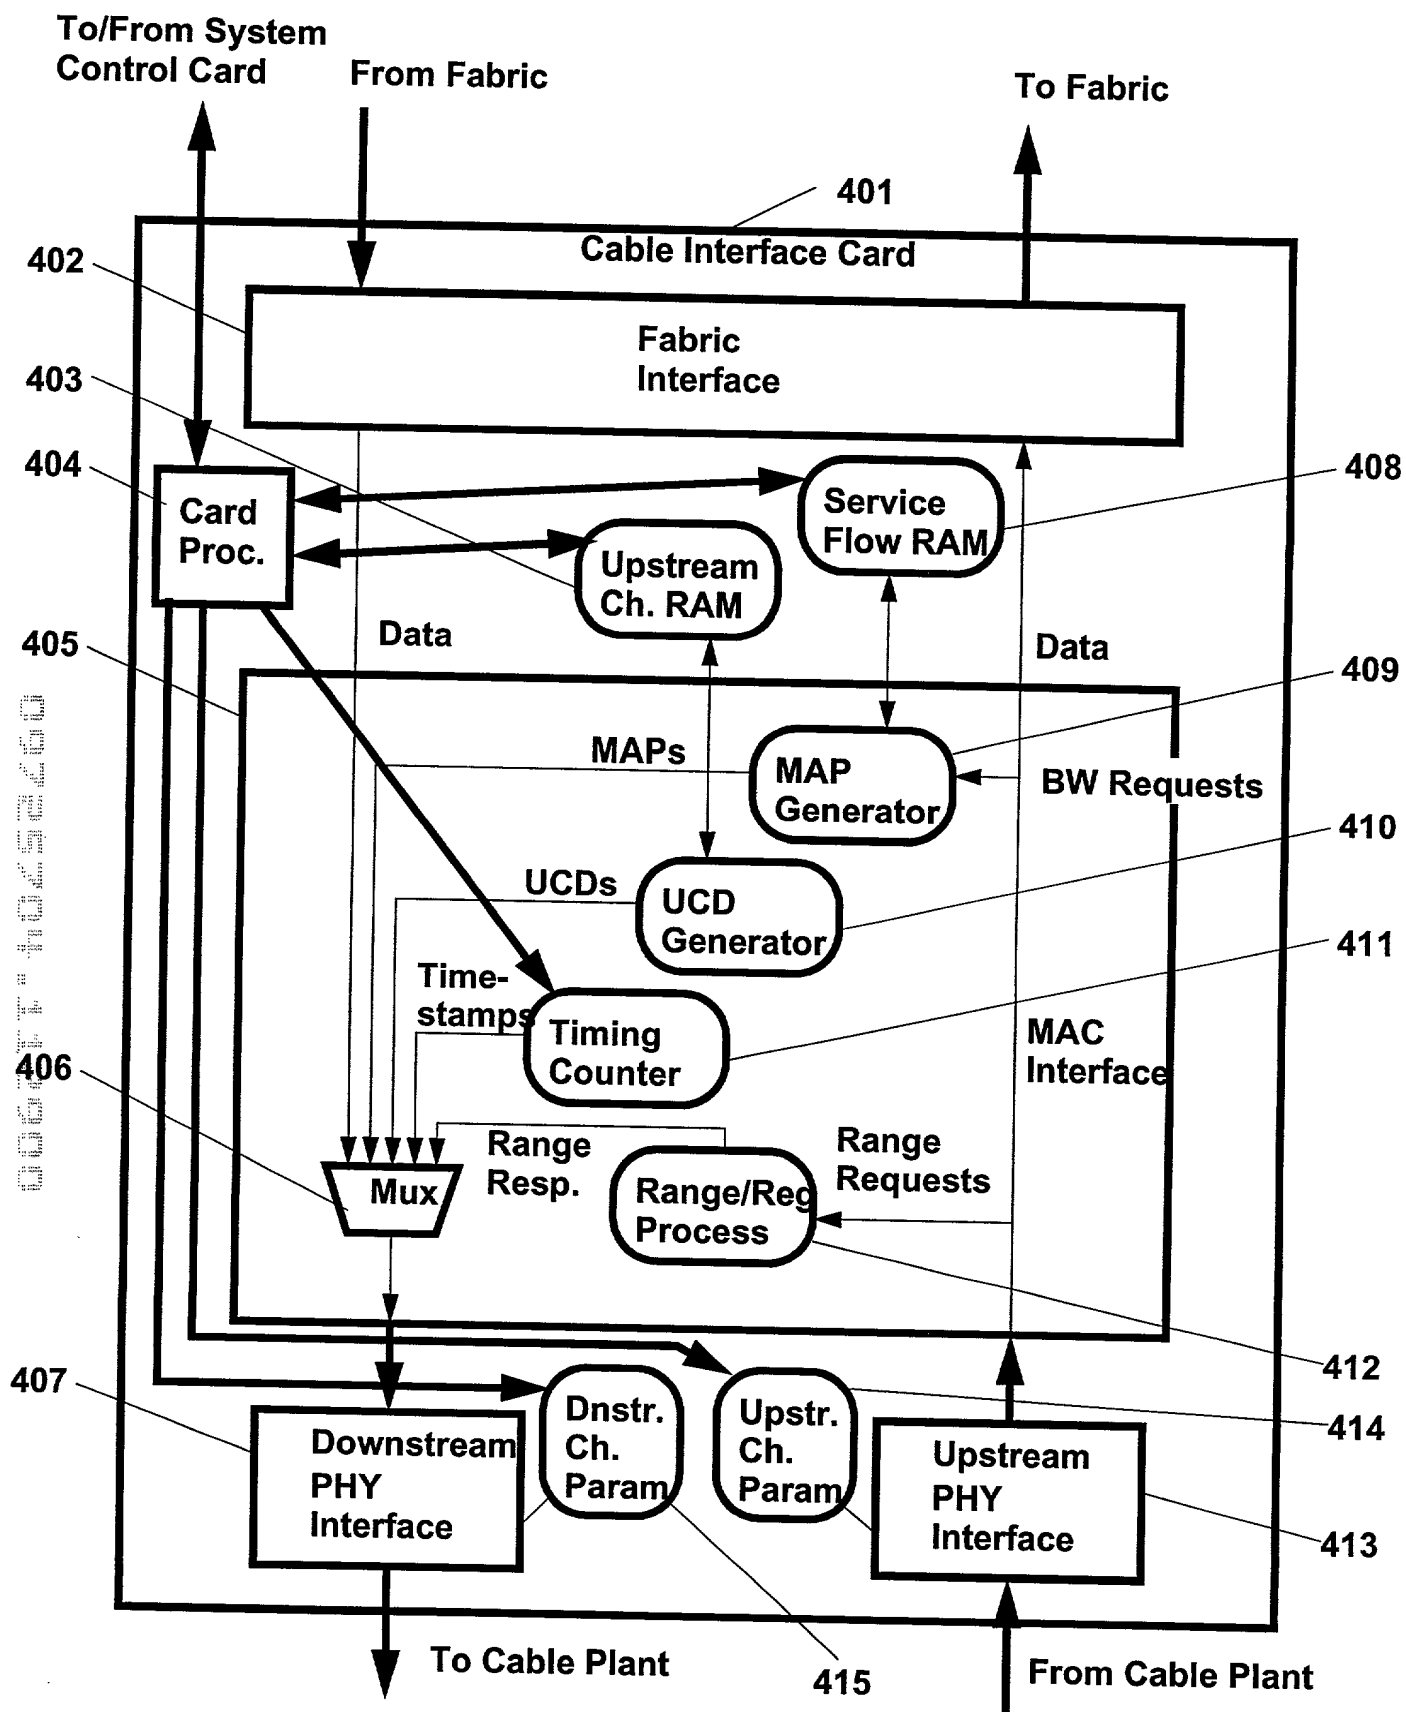 To/From System
Control Card
From Fabric
To Fabric
401
Cable Interface Card
402
Fabric
Interface
403
404
Card
Proc.
408
Service
Flow RAM
Upstream
Ch. RAM
405
Data
Data
409
MAPs
MAP
Generator
BW Requests
410
UCDs
UCD
Generator
411
Time-
stamps
Timing
Counter
MAC
Interface
406
Range
Resp.
Range
Requests
Mux
Range/Reg
Process
412
407
Dnstr.
Ch.
Param
Upstr.
Ch.
Param
414
Downstream
PHY
Interface
Upstream
PHY
Interface
413
To Cable Plant
415
From Cable Plant